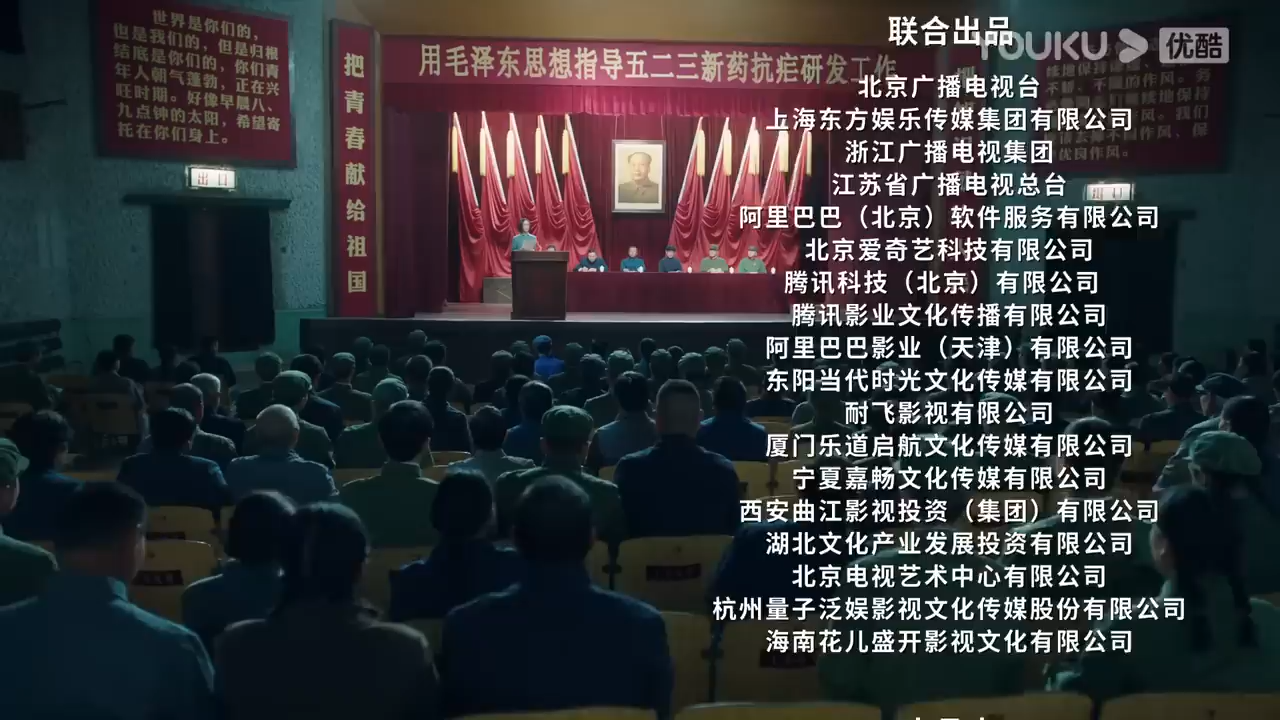 世界是你们的，
也是我们的，但是归根
结底是你们的，你们青
年人朝气蓬勃，正在兴
旺时期。好像早晨八、
九点钟的太阳，希望寄
托在你们身上。
出口
把青春献给祖国
用毛泽东思想指导五二三新药抗疟研发工作
YOUKU 优酷
联合出品
北京广播电视台
上海东方娱乐传媒集团有限公司
浙江广播电视集团
江苏省广播电视总台
阿里巴巴（北京）软件服务有限公司
北京爱奇艺科技有限公司
腾讯科技（北京）有限公司
腾讯影业文化传播有限公司
阿里巴巴影业（天津）有限公司
东阳当代时光文化传媒有限公司
耐飞影视有限公司
厦门乐道启航文化传媒有限公司
宁夏嘉畅文化传媒有限公司
西安曲江影视投资（集团）有限公司
湖北文化产业发展投资有限公司
北京电视艺术中心有限公司
杭州量子泛娱影视文化传媒股份有限公司
海南花儿盛开影视文化有限公司
出口